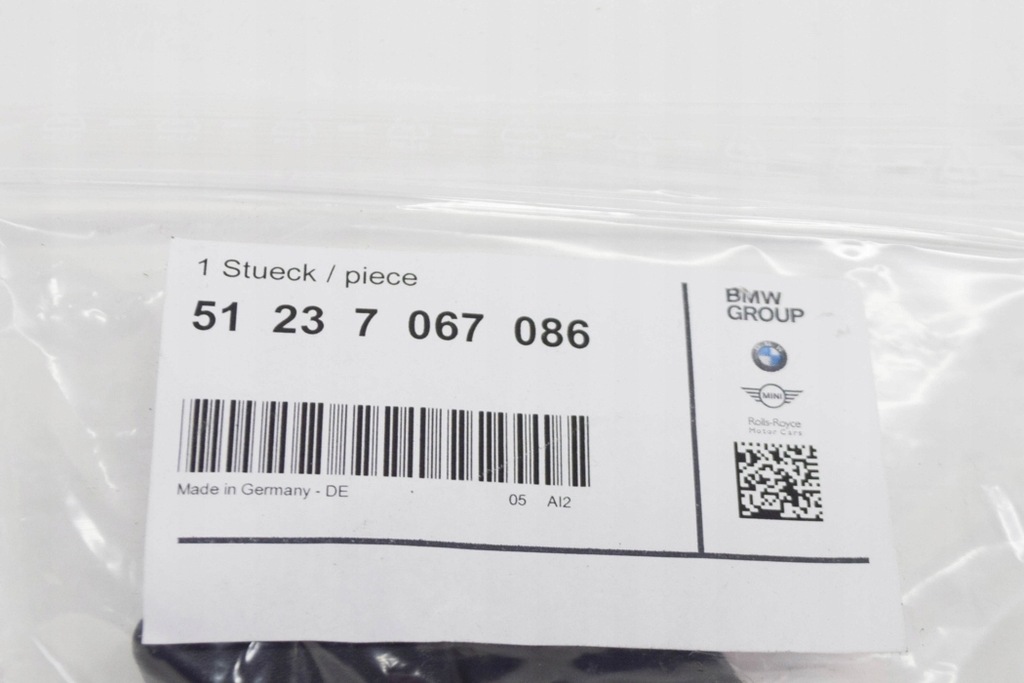 1 Stueck / piece
51 23 7 067 086
Made in Germany - DE
05 AI2
BMW
GROUP
MINI
Rolls-Royce
Motor Cars